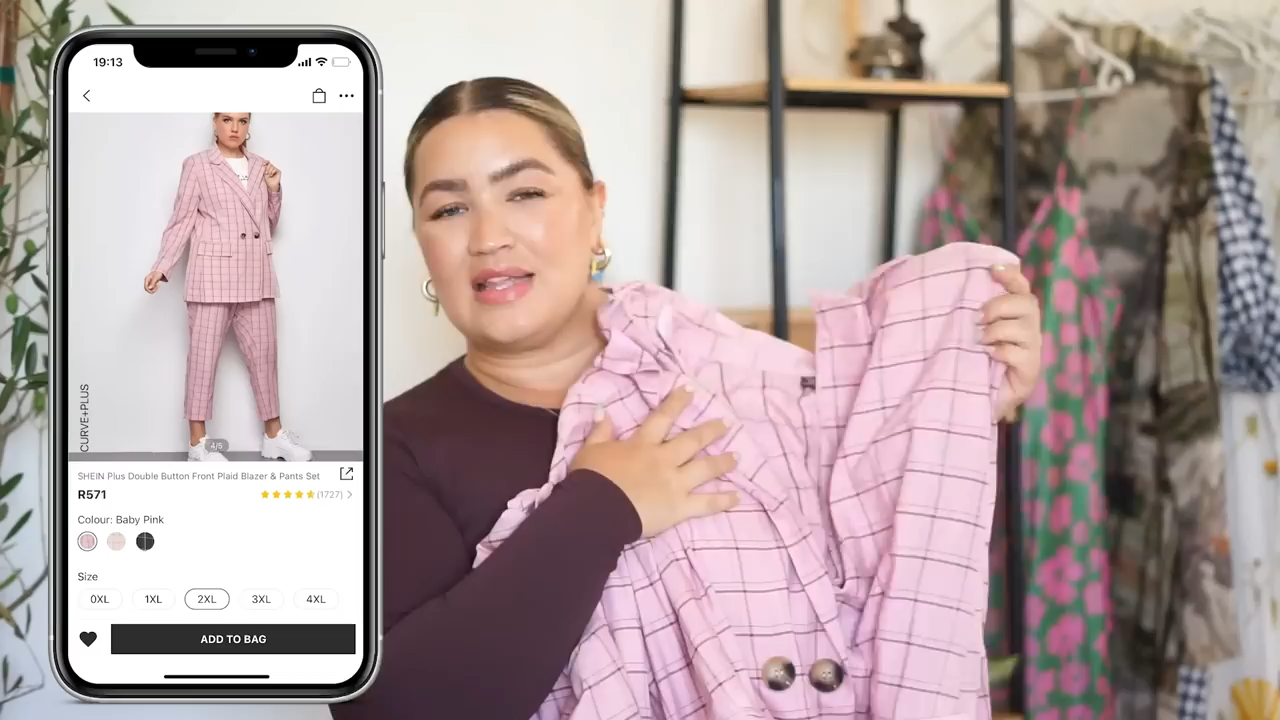 19:13
CURVE+PLUS
4/5
SHEIN Plus Double Button Front Plaid Blazer & Pants Set
R571
(1727)
Colour: Baby Pink
Size
0XL 1XL 2XL 3XL 4XL
ADD TO BAG